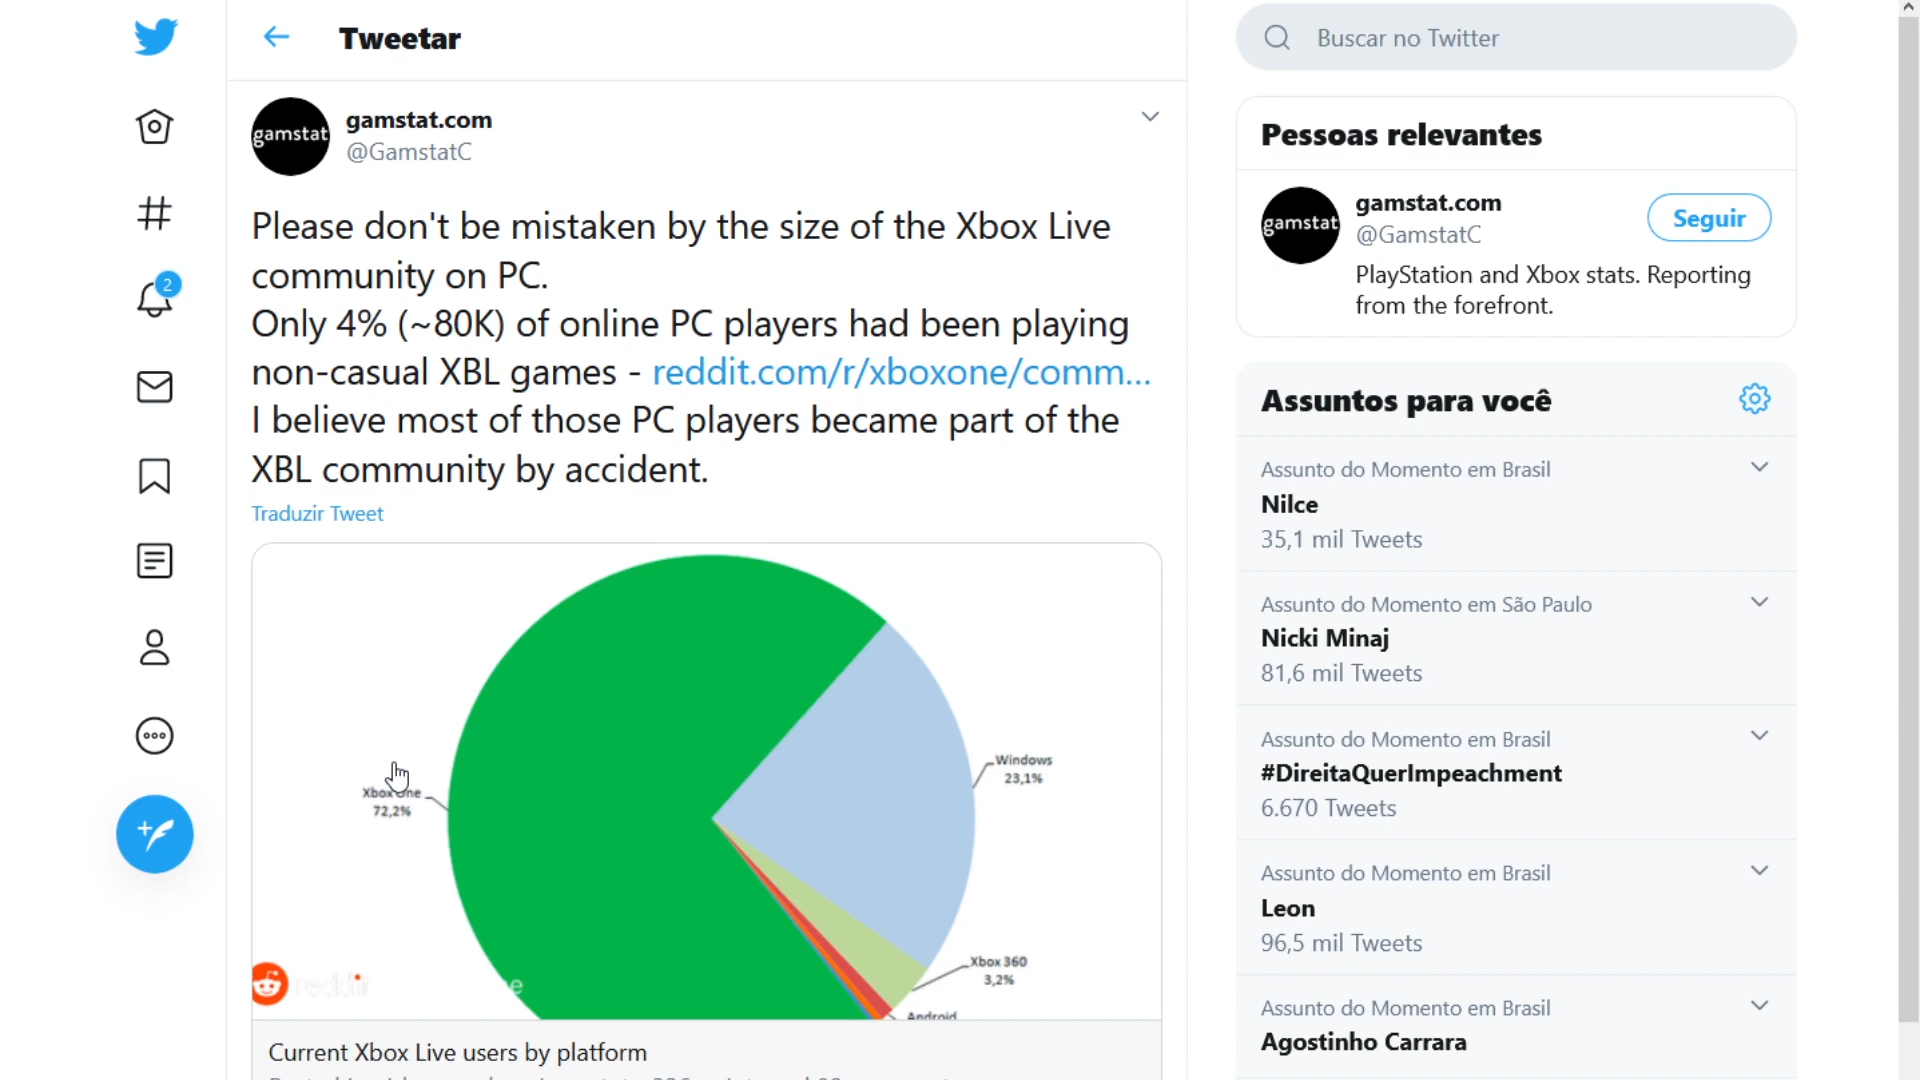 Tweetar
gamstat
gamstat.com
@GamstatC
Please don't be mistaken by the size of the Xbox Live
community on PC.
Only 4% (~80K) of online PC players had been playing
non-casual XBL games - reddit.com/r/xboxone/comm...
I believe most of those PC players became part of the
XBL community by accident.
Traduzir Tweet
Windows
23,1%
Xbox One
72,2%
Xbox 360
3,2%
Android
reddit
Current Xbox Live users by platform
2
Buscar no Twitter
Pessoas relevantes
gamstat
gamstat.com
@GamstatC
Seguir
PlayStation and Xbox stats. Reporting
from the forefront.
Assuntos para você
Assunto do Momento em Brasil
Nilce
35,1 mil Tweets
Assunto do Momento em São Paulo
Nicki Minaj
81,6 mil Tweets
Assunto do Momento em Brasil
#DireitaQuerImpeachment
6.670 Tweets
Assunto do Momento em Brasil
Leon
96,5 mil Tweets
Assunto do Momento em Brasil
Agostinho Carrara